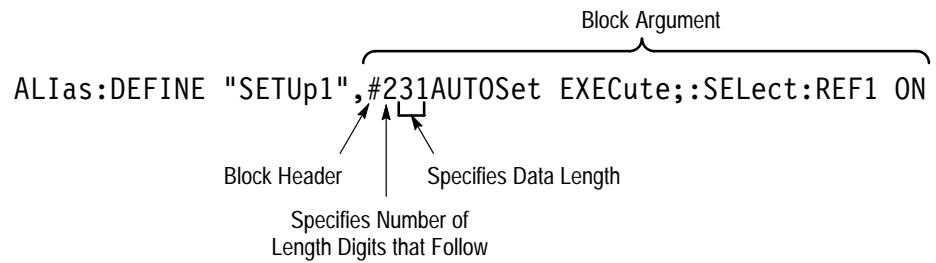 Block Argument
ALIas:DEFINE "SETUp1",#231AUTOSet EXECute;:SELect:REF1 ON
Block Header
Specifies Data Length
Specifies Number of
Length Digits that Follow